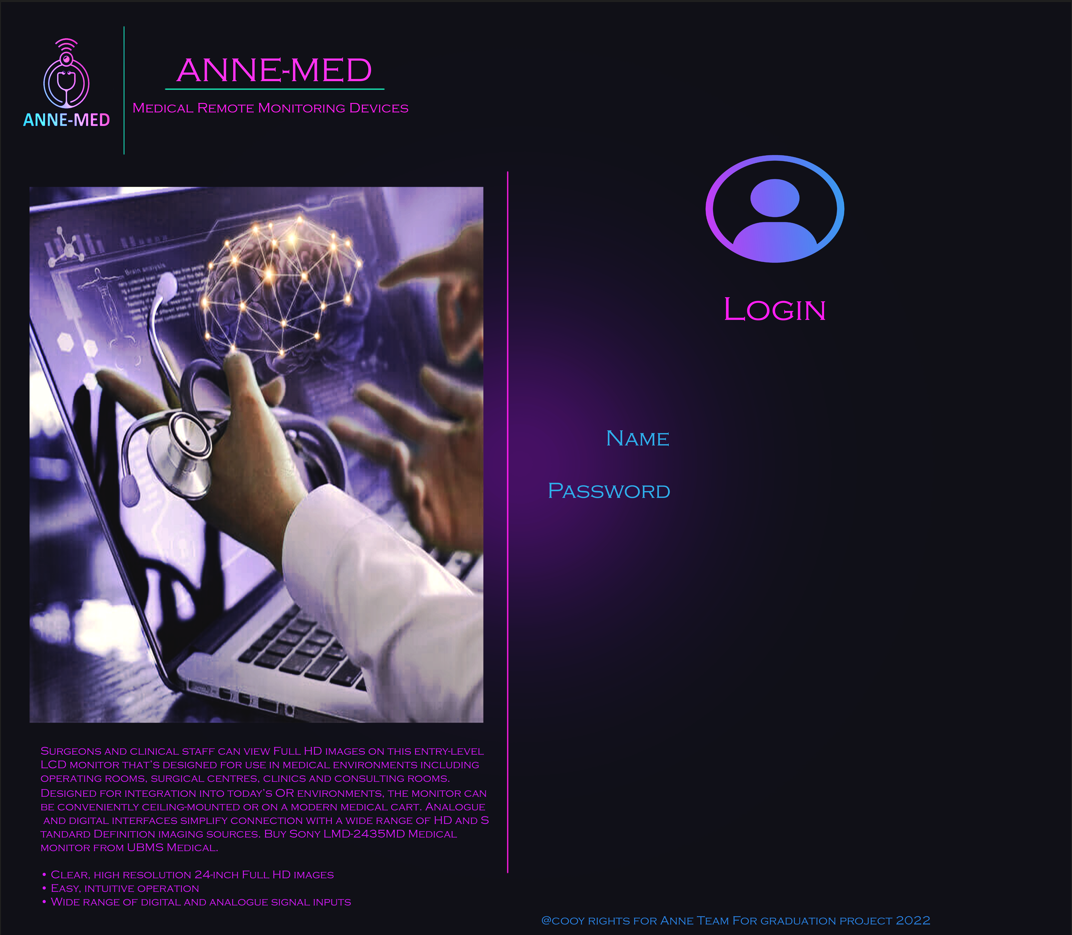 ANNE-MED
ANNE-MED
Medical Remote Monitoring Devices
Brain analysis
Login
Name
Password
Surgeons and clinical staff can view Full HD images on this entry-level
LCD monitor that's designed for use in medical environments including
operating rooms, surgical centres, clinics and consulting rooms.
Designed for integration into today's OR environments, the monitor can
be conveniently ceiling-mounted or on a modern medical cart. Analogue
and digital interfaces simplify connection with a wide range of HD and S
tandard Definition imaging sources. Buy Sony LMD-2435MD Medical
monitor from UBMS Medical.
• Clear, high resolution 24-inch Full HD images
• Easy, intuitive operation
• Wide range of digital and analogue signal inputs
@cooy rights for Anne Team For graduation project 2022